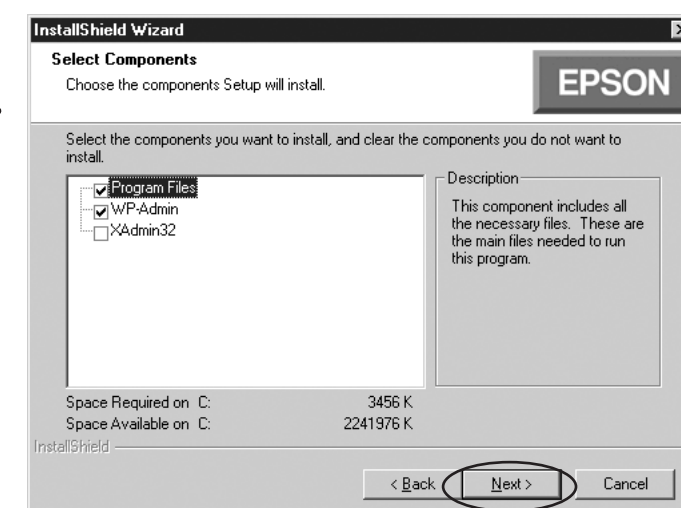 InstallShield Wizard
Select Components
Choose the components Setup will install.
EPSON
Select the components you want to install, and clear the components you do not want to
install.
Program Files
WP-Admin
XAdmin32
Description
This component includes all
the necessary files. These are
the main files needed to run
this program.
Space Required on C: 3456 K
Space Available on C: 2241976 K
InstallShield
< Back
Next >
Cancel